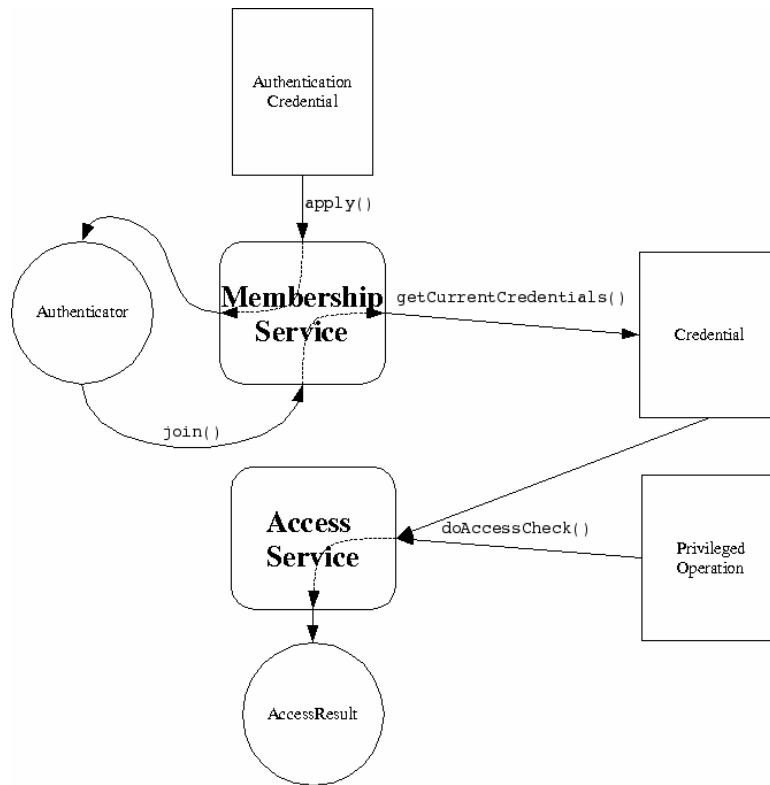 Authentication
Credential
apply()
Membership
Service
getCurrentCredentials()
Authenticator
Credential
join()
Access
Service
doAccessCheck()
Privileged
Operation
AccessResult